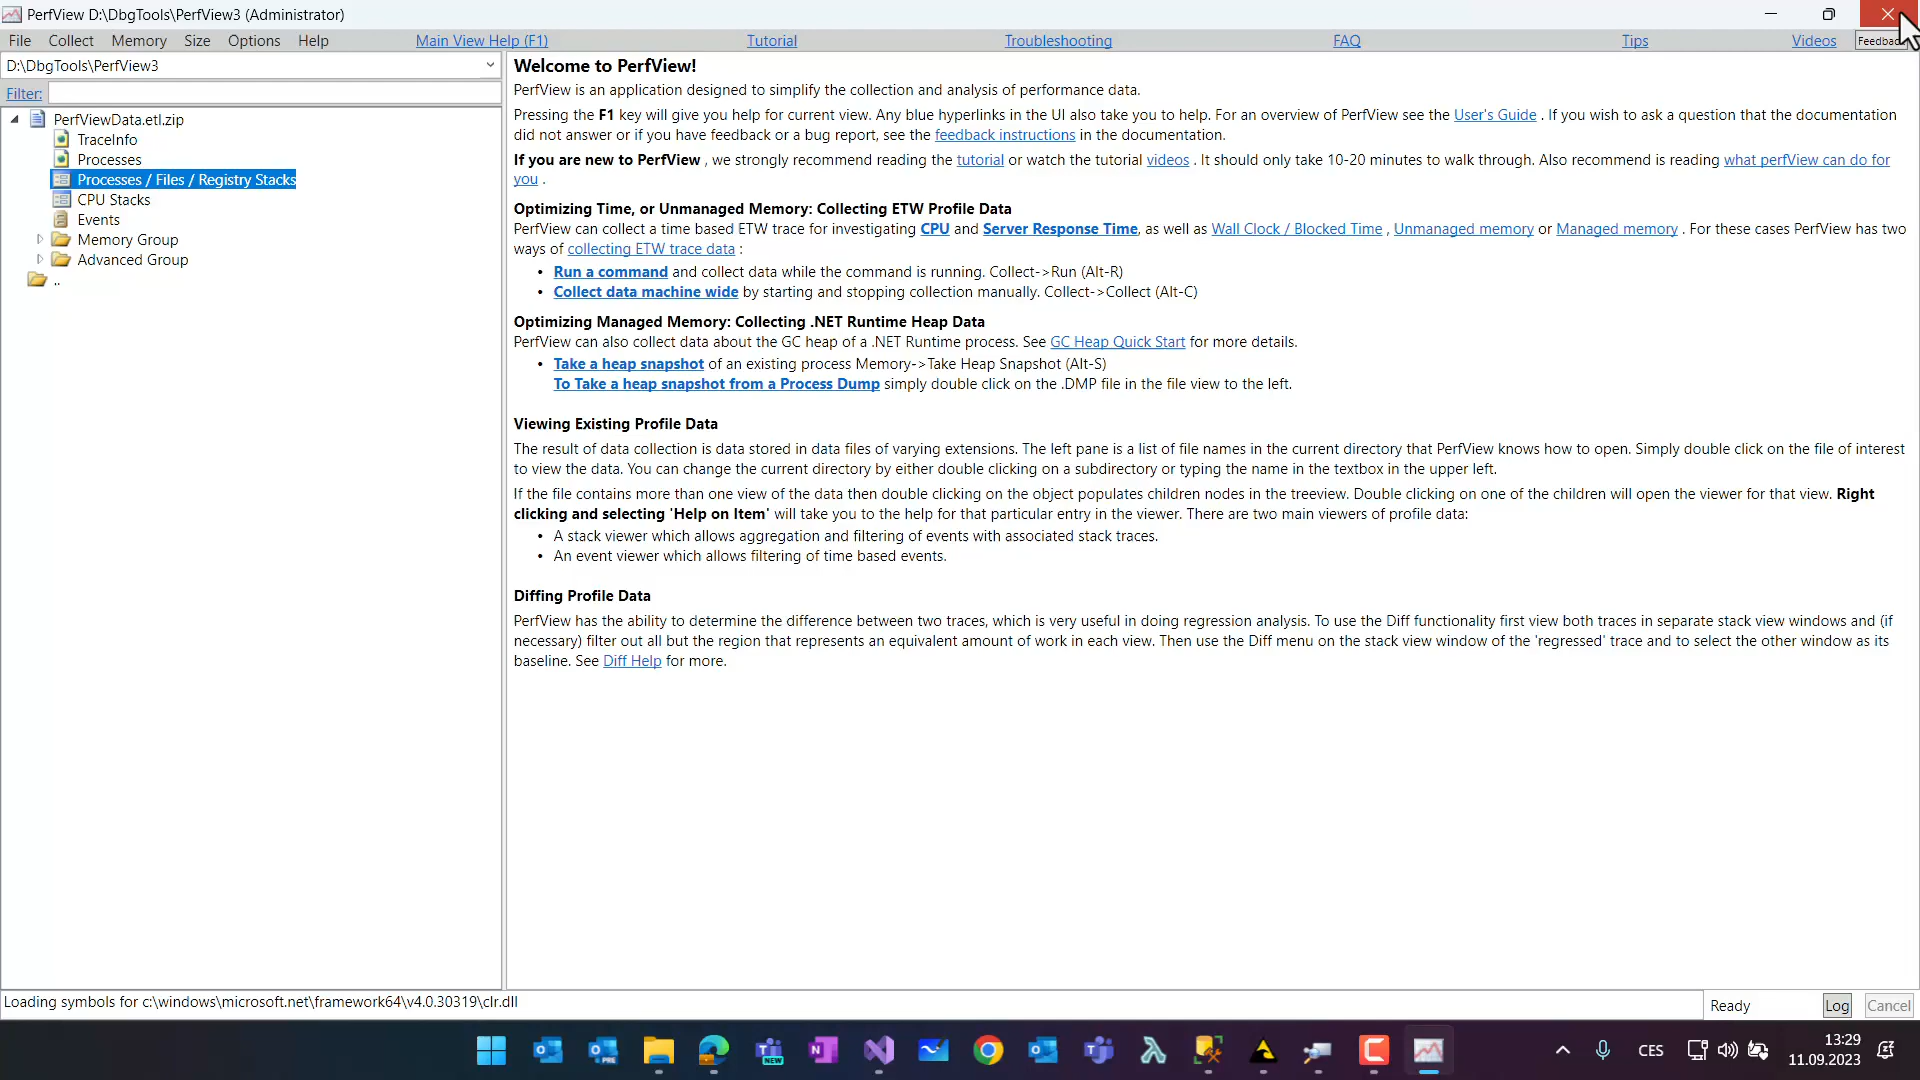 PerfView D:\DbgTools\PerfView3 (Administrator)
File Collect Memory Size Options Help Main View Help (F1) Tutorial Troubleshooting FAQ Tips Videos
D:\DbgTools\PerfView3
Filter:
PerfViewData.etl.zip
TraceInfo
Processes
Processes / Files / Registry Stacks
CPU Stacks
Events
Memory Group
Advanced Group
..
Welcome to PerfView!
PerfView is an application designed to simplify the collection and analysis of performance data.
Pressing the F1 key will give you help for current view. Any blue hyperlinks in the UI also take you to help. For an overview of PerfView see the User's Guide . If you wish to ask a question that the documentation
did not answer or if you have feedback or a bug report, see the feedback instructions in the documentation.
If you are new to PerfView , we strongly recommend reading the tutorial or watch the tutorial videos . It should only take 10-20 minutes to walk through. Also recommend is reading what perfView can do for
you .
Optimizing Time, or Unmanaged Memory: Collecting ETW Profile Data
PerfView can collect a time based ETW trace for investigating CPU and Server Response Time, as well as Wall Clock / Blocked Time , Unmanaged memory or Managed memory . For these cases PerfView has two
ways of collecting ETW trace data :
• Run a command and collect data while the command is running. Collect->Run (Alt-R)
• Collect data machine wide by starting and stopping collection manually. Collect->Collect (Alt-C)
Optimizing Managed Memory: Collecting .NET Runtime Heap Data
PerfView can also collect data about the GC heap of a .NET Runtime process. See GC Heap Quick Start for more details.
• Take a heap snapshot of an existing process Memory->Take Heap Snapshot (Alt-S)
To Take a heap snapshot from a Process Dump simply double click on the .DMP file in the file view to the left.
Viewing Existing Profile Data
The result of data collection is data stored in data files of varying extensions. The left pane is a list of file names in the current directory that PerfView knows how to open. Simply double click on the file of interest
to view the data. You can change the current directory by either double clicking on a subdirectory or typing the name in the textbox in the upper left.
If the file contains more than one view of the data then double clicking on the object populates children nodes in the treeview. Double clicking on one of the children will open the viewer for that view. Right
clicking and selecting 'Help on Item' will take you to the help for that particular entry in the viewer. There are two main viewers of profile data:
• A stack viewer which allows aggregation and filtering of events with associated stack traces.
• An event viewer which allows filtering of time based events.
Diffing Profile Data
PerfView has the ability to determine the difference between two traces, which is very useful in doing regression analysis. To use the Diff functionality first view both traces in separate stack view windows and (if
necessary) filter out all but the region that represents an equivalent amount of work in each view. Then use the Diff menu on the stack view window of the 'regressed' trace and to select the other window as its
baseline. See Diff Help for more.
Loading symbols for c:\windows\microsoft.net\framework64\v4.0.30319\clr.dll
Ready Log Cancel
PRE NEW
CES
13:29
11.09.2023